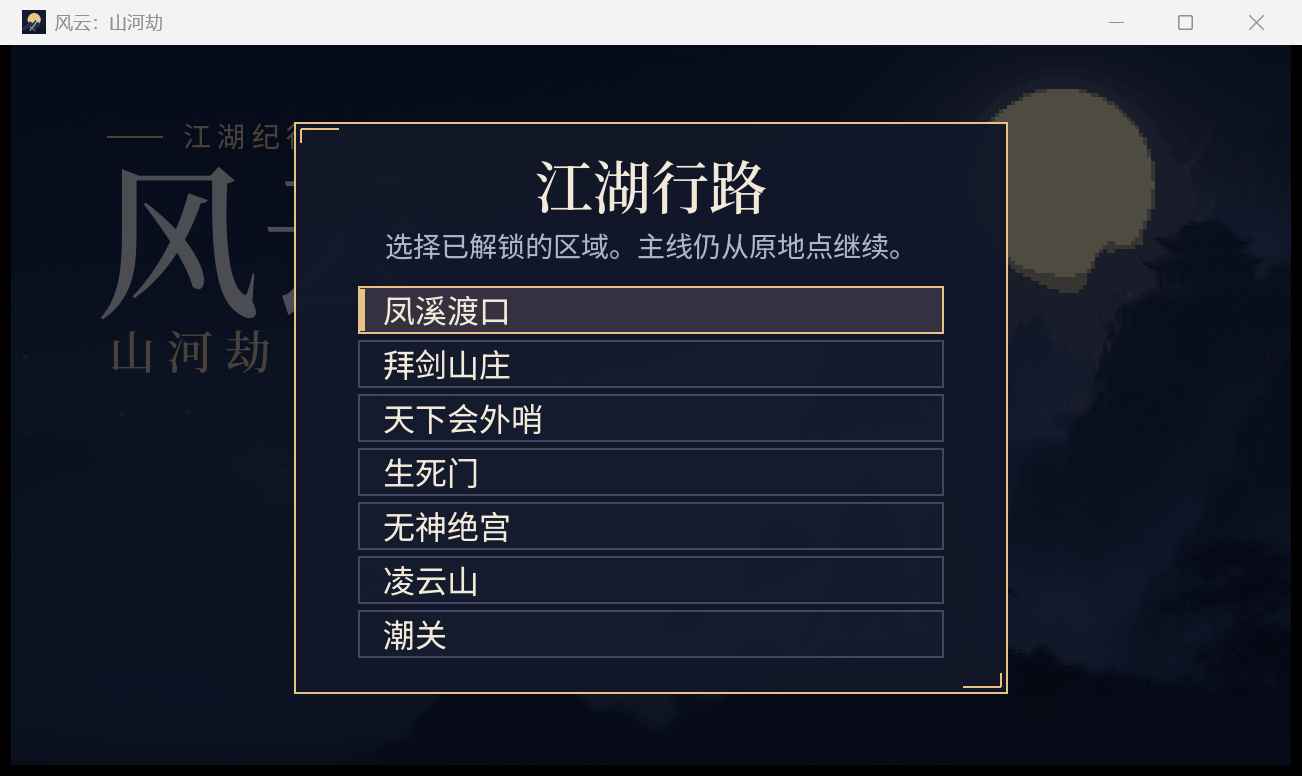 风云：山河劫
江湖纪行
风云
山河劫
江湖行路
选择已解锁的区域。主线仍从原地点继续。
凤溪渡口
拜剑山庄
天下会外哨
生死门
无神绝宫
凌云山
潮关